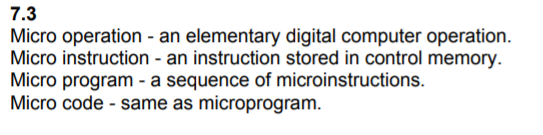 7.3
Micro operation - an elementary digital computer operation.
Micro instruction - an instruction stored in control memory.
Micro program - a sequence of microinstructions.
Micro code - same as microprogram.